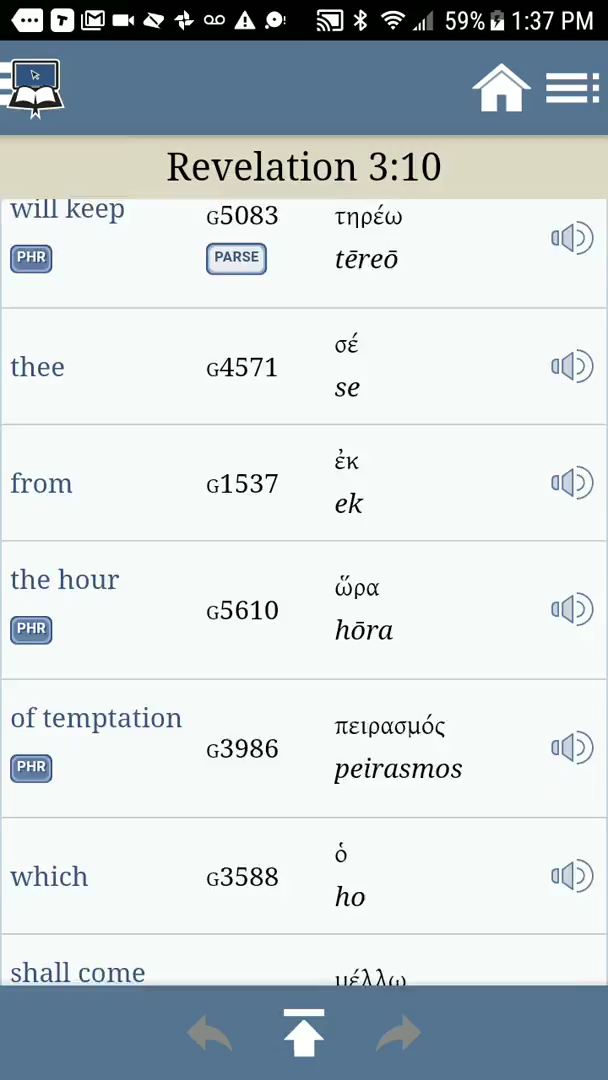 59% 1:37 PM
Revelation 3:10
will keep G5083 τηρέω
PHR PARSE tēreō
thee G4571 σέ
se
from G1537 ἐκ
ek
the hour G5610 ὥρα
PHR hōra
of temptation G3986 πειρασμός
PHR peirasmos
which G3588 ὁ
ho
shall come μέλλω